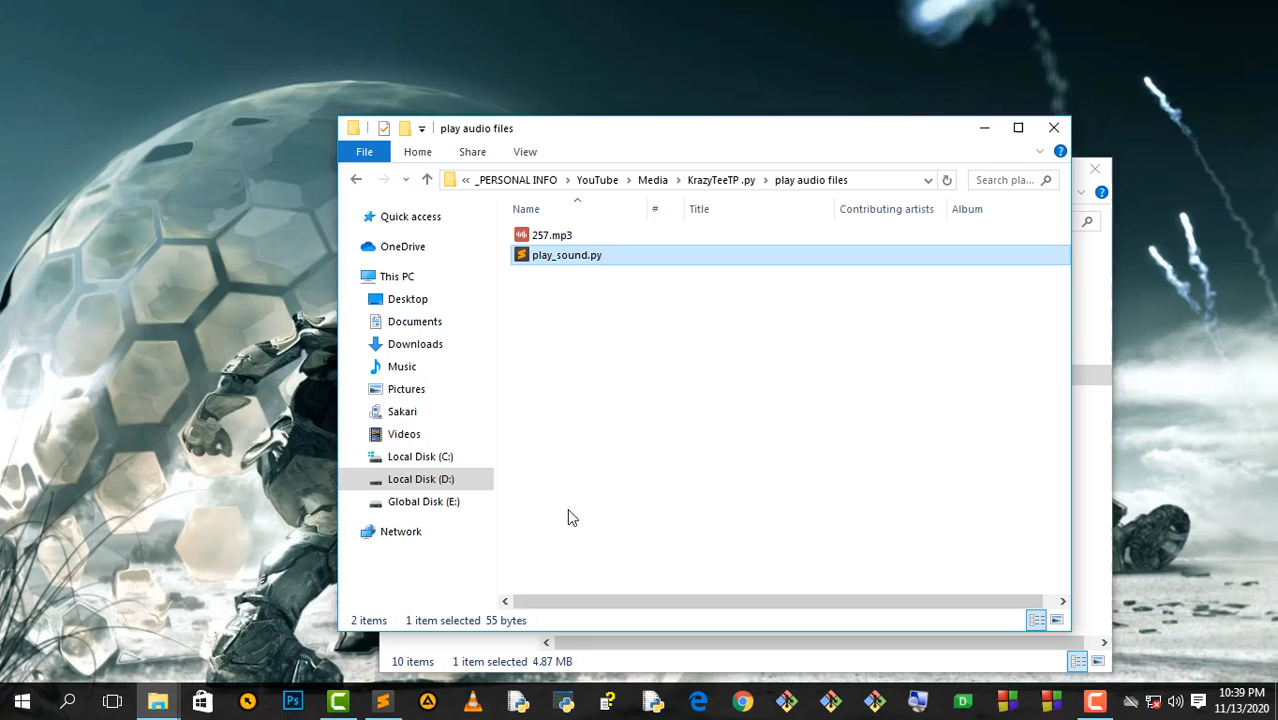 play audio files
File Home Share View
« _PERSONAL INFO > YouTube > Media > KrazyTeeTP .py > play audio files Search pla...
Name # Title Contributing artists Album
257.mp3
play_sound.py
Quick access
OneDrive
This PC
Desktop
Documents
Downloads
Music
Pictures
Sakari
Videos
Local Disk (C:)
Local Disk (D:)
Global Disk (E:)
Network
2 items 1 item selected 55 bytes
10 items 1 item selected 4.87 MB
Ps
10:39 PM
11/13/2020